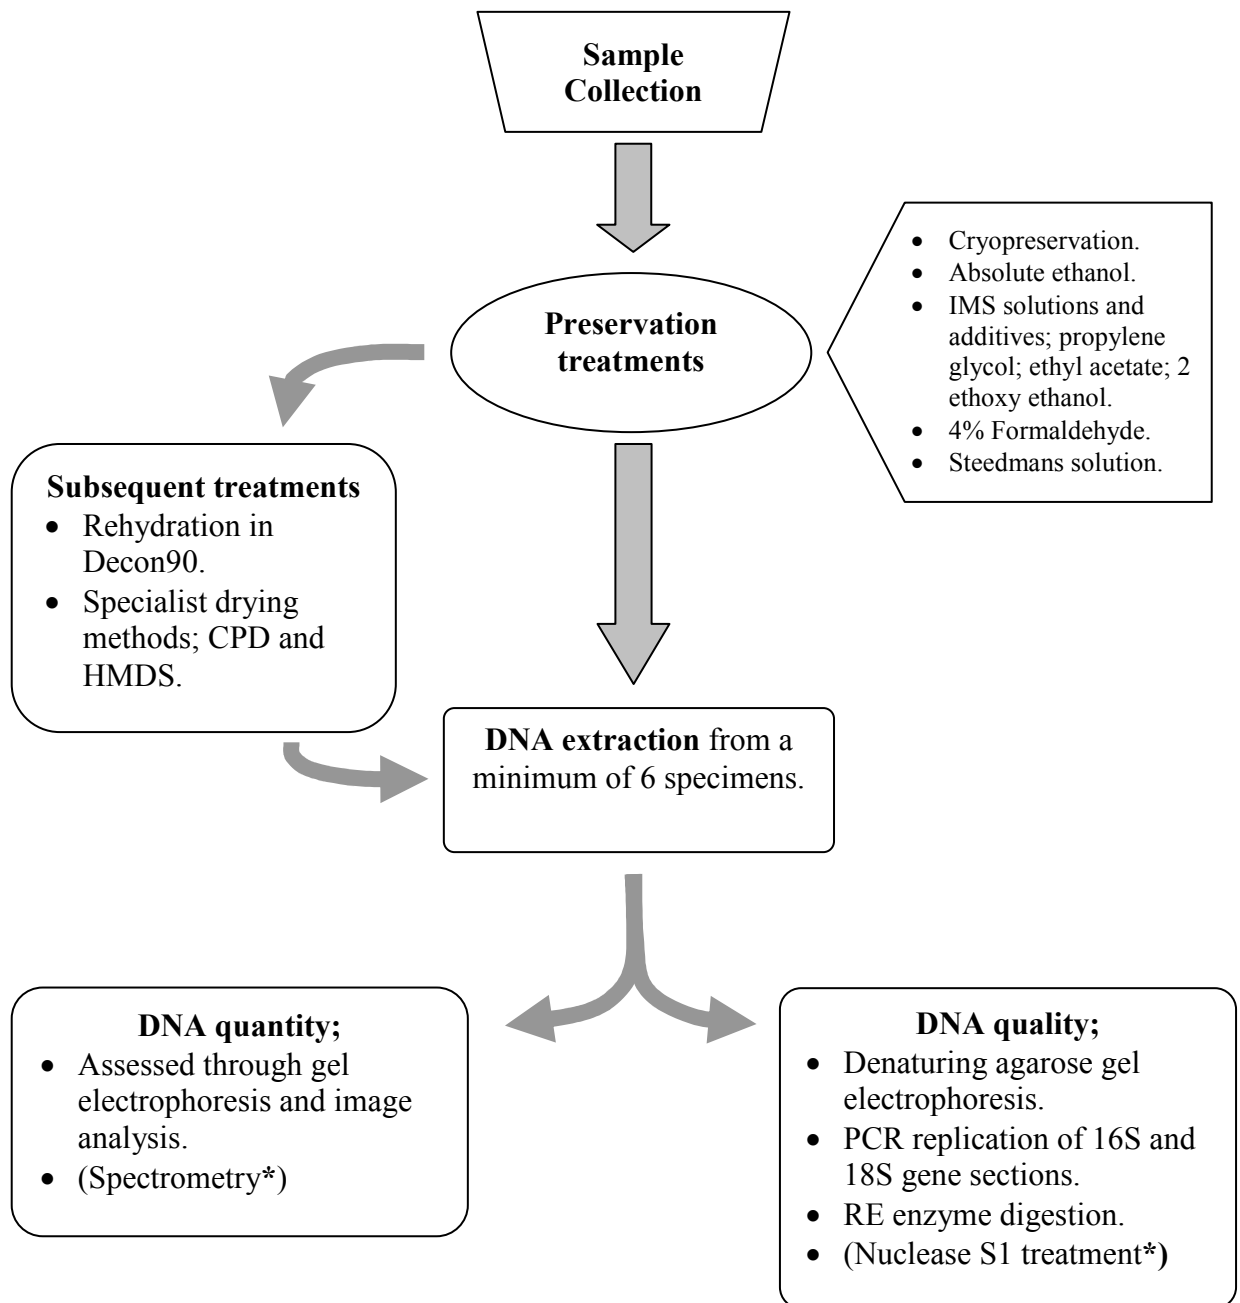 Sample
Collection
Preservation
treatments
• Cryopreservation.
• Absolute ethanol.
• IMS solutions and
additives; propylene
glycol; ethyl acetate; 2
ethoxy ethanol.
• 4% Formaldehyde.
• Steedmans solution.
Subsequent treatments
• Rehydration in
Decon90.
• Specialist drying
methods; CPD and
HMDS.
DNA extraction from a
minimum of 6 specimens.
DNA quantity;
• Assessed through gel
electrophoresis and image
analysis.
• (Spectrometry*)
DNA quality;
• Denaturing agarose gel
electrophoresis.
• PCR replication of 16S and
18S gene sections.
• RE enzyme digestion.
• (Nuclease S1 treatment*)